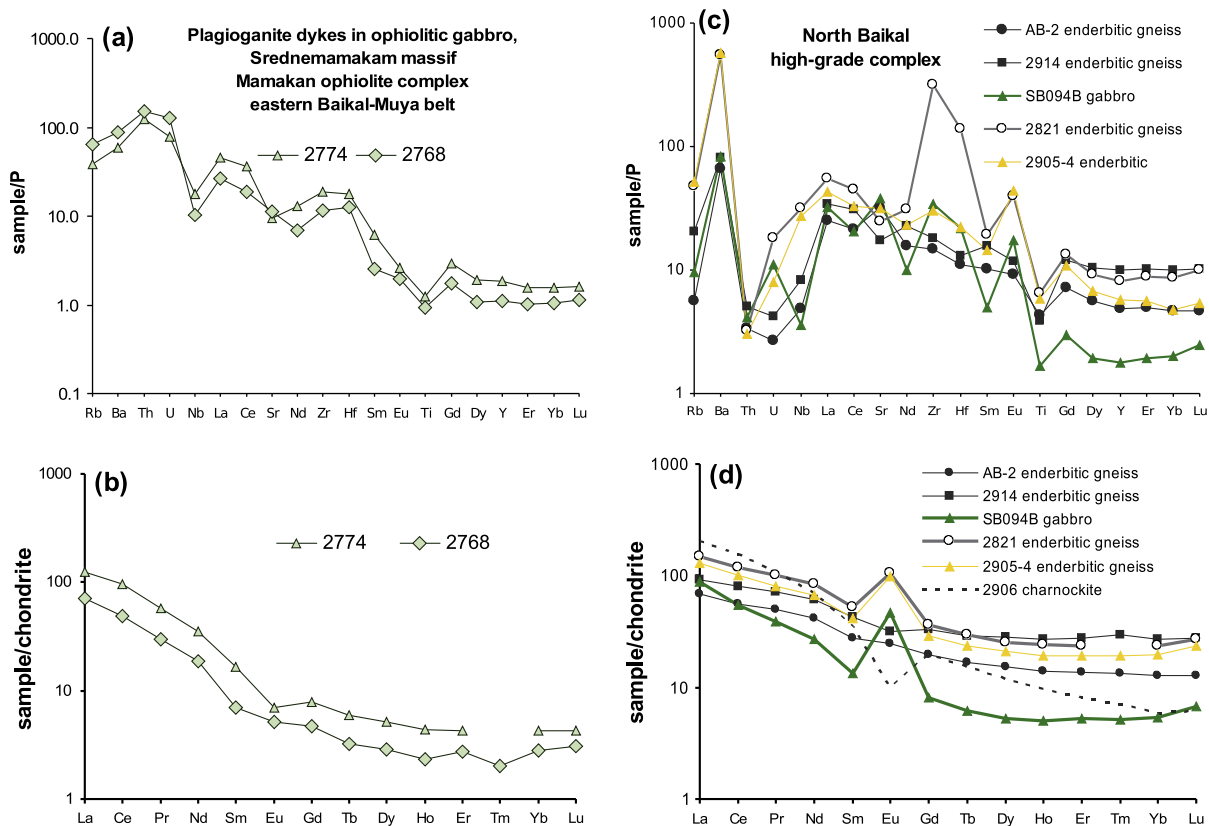 (a)
Plagioganite dykes in ophiolitic gabbro,
Srednemamakam massif
Mamakan ophiolite complex
eastern Baikal-Muya belt
2774 2768
sample/P
1000.0
100.0
10.0
1.0
0.1
Rb Ba Th U Nb La Ce Sr Nd Zr Hf Sm Eu Ti Gd Dy Y Er Yb Lu
(c)
North Baikal
high-grade complex
AB-2 enderbitic gneiss
2914 enderbitic gneiss
SB094B gabbro
2821 enderbitic gneiss
2905-4 enderbitic
sample/P
1000
100
10
1
Rb Ba Th U Nb La Ce Sr Nd Zr Hf Sm Eu Ti Gd Dy Y Er Yb Lu
(b)
2774 2768
sample/chondrite
1000
100
10
1
La Ce Pr Nd Sm Eu Gd Tb Dy Ho Er Tm Yb Lu
(d)
AB-2 enderbitic gneiss
2914 enderbitic gneiss
SB094B gabbro
2821 enderbitic gneiss
2905-4 enderbitic gneiss
2906 charnockite
sample/chondrite
1000
100
10
1
La Ce Pr Nd Sm Eu Gd Tb Dy Ho Er Tm Yb Lu